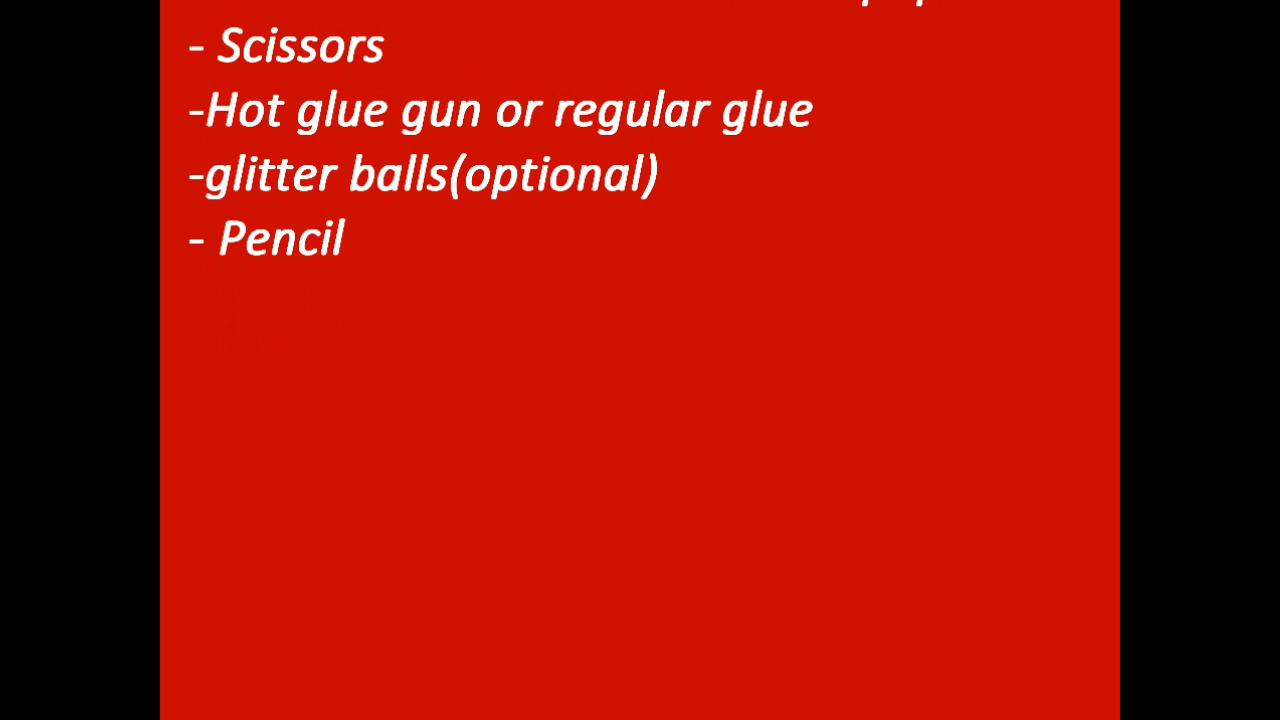 - Scissors
-Hot glue gun or regular glue
-glitter balls(optional)
- Pencil